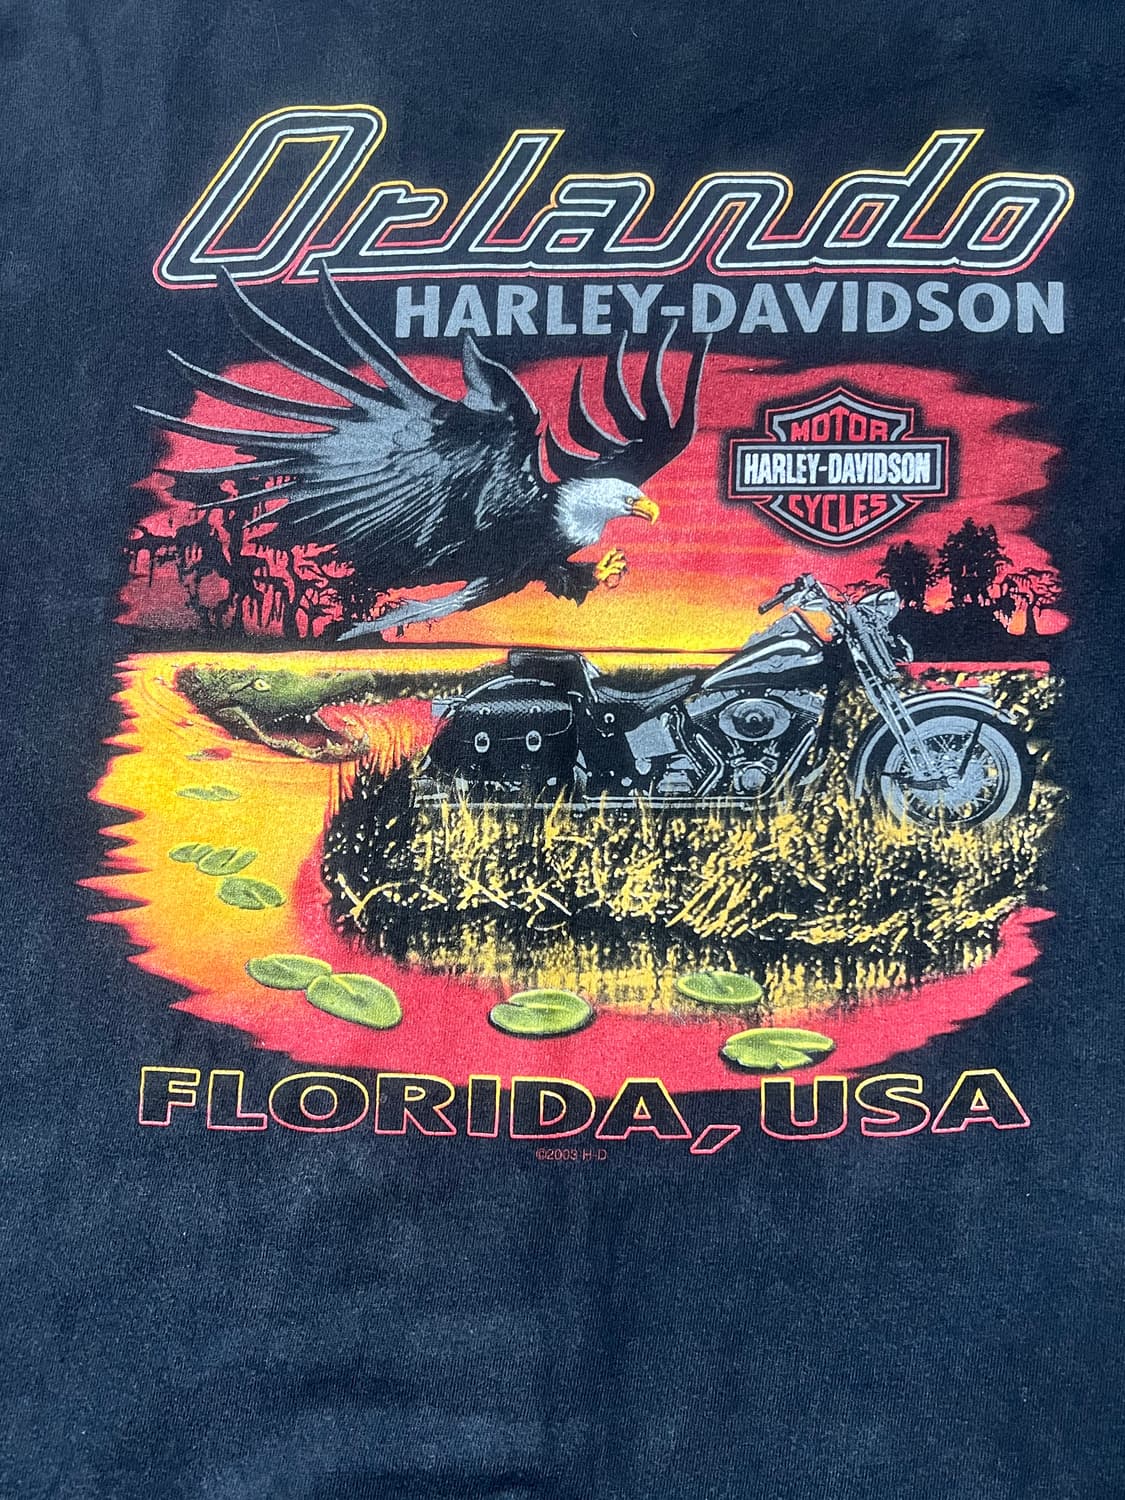 Orlando
HARLEY-DAVIDSON
MOTOR
HARLEY-DAVIDSON
CYCLES
FLORIDA, USA
©2003 H-D